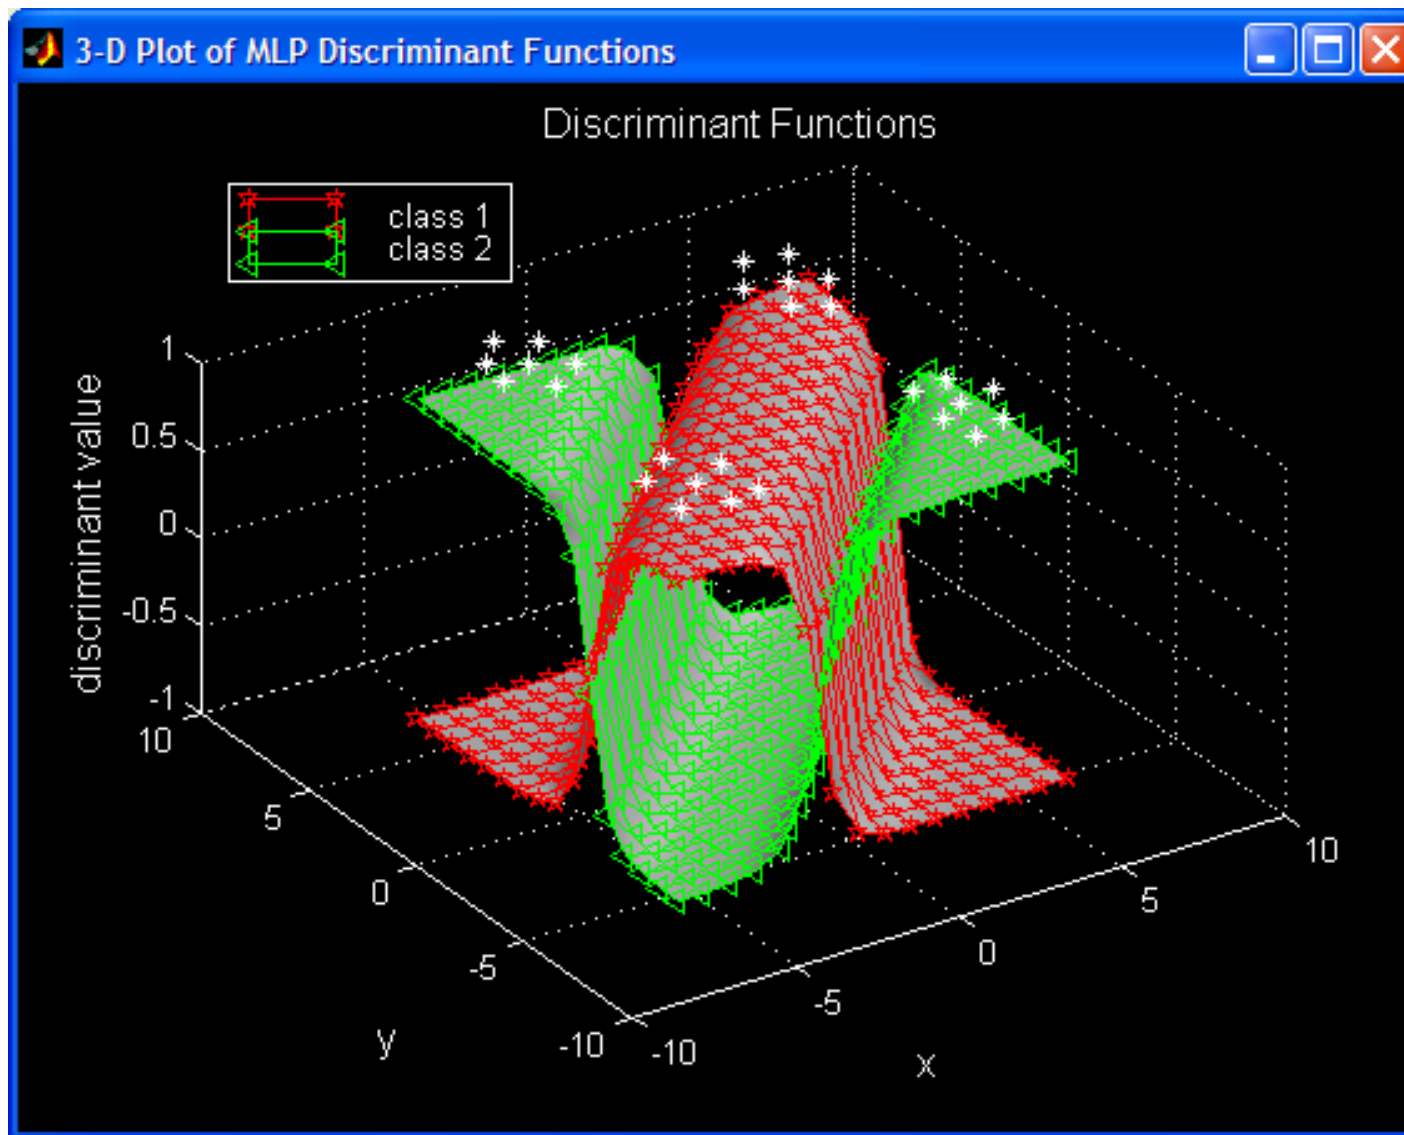 3-D Plot of MLP Discriminant Functions
Discriminant Functions
class 1
class 2
discriminant value
1
0.5
0
-0.5
-1
10
5
0
-5
-10
y
-10
-5
0
5
10
x